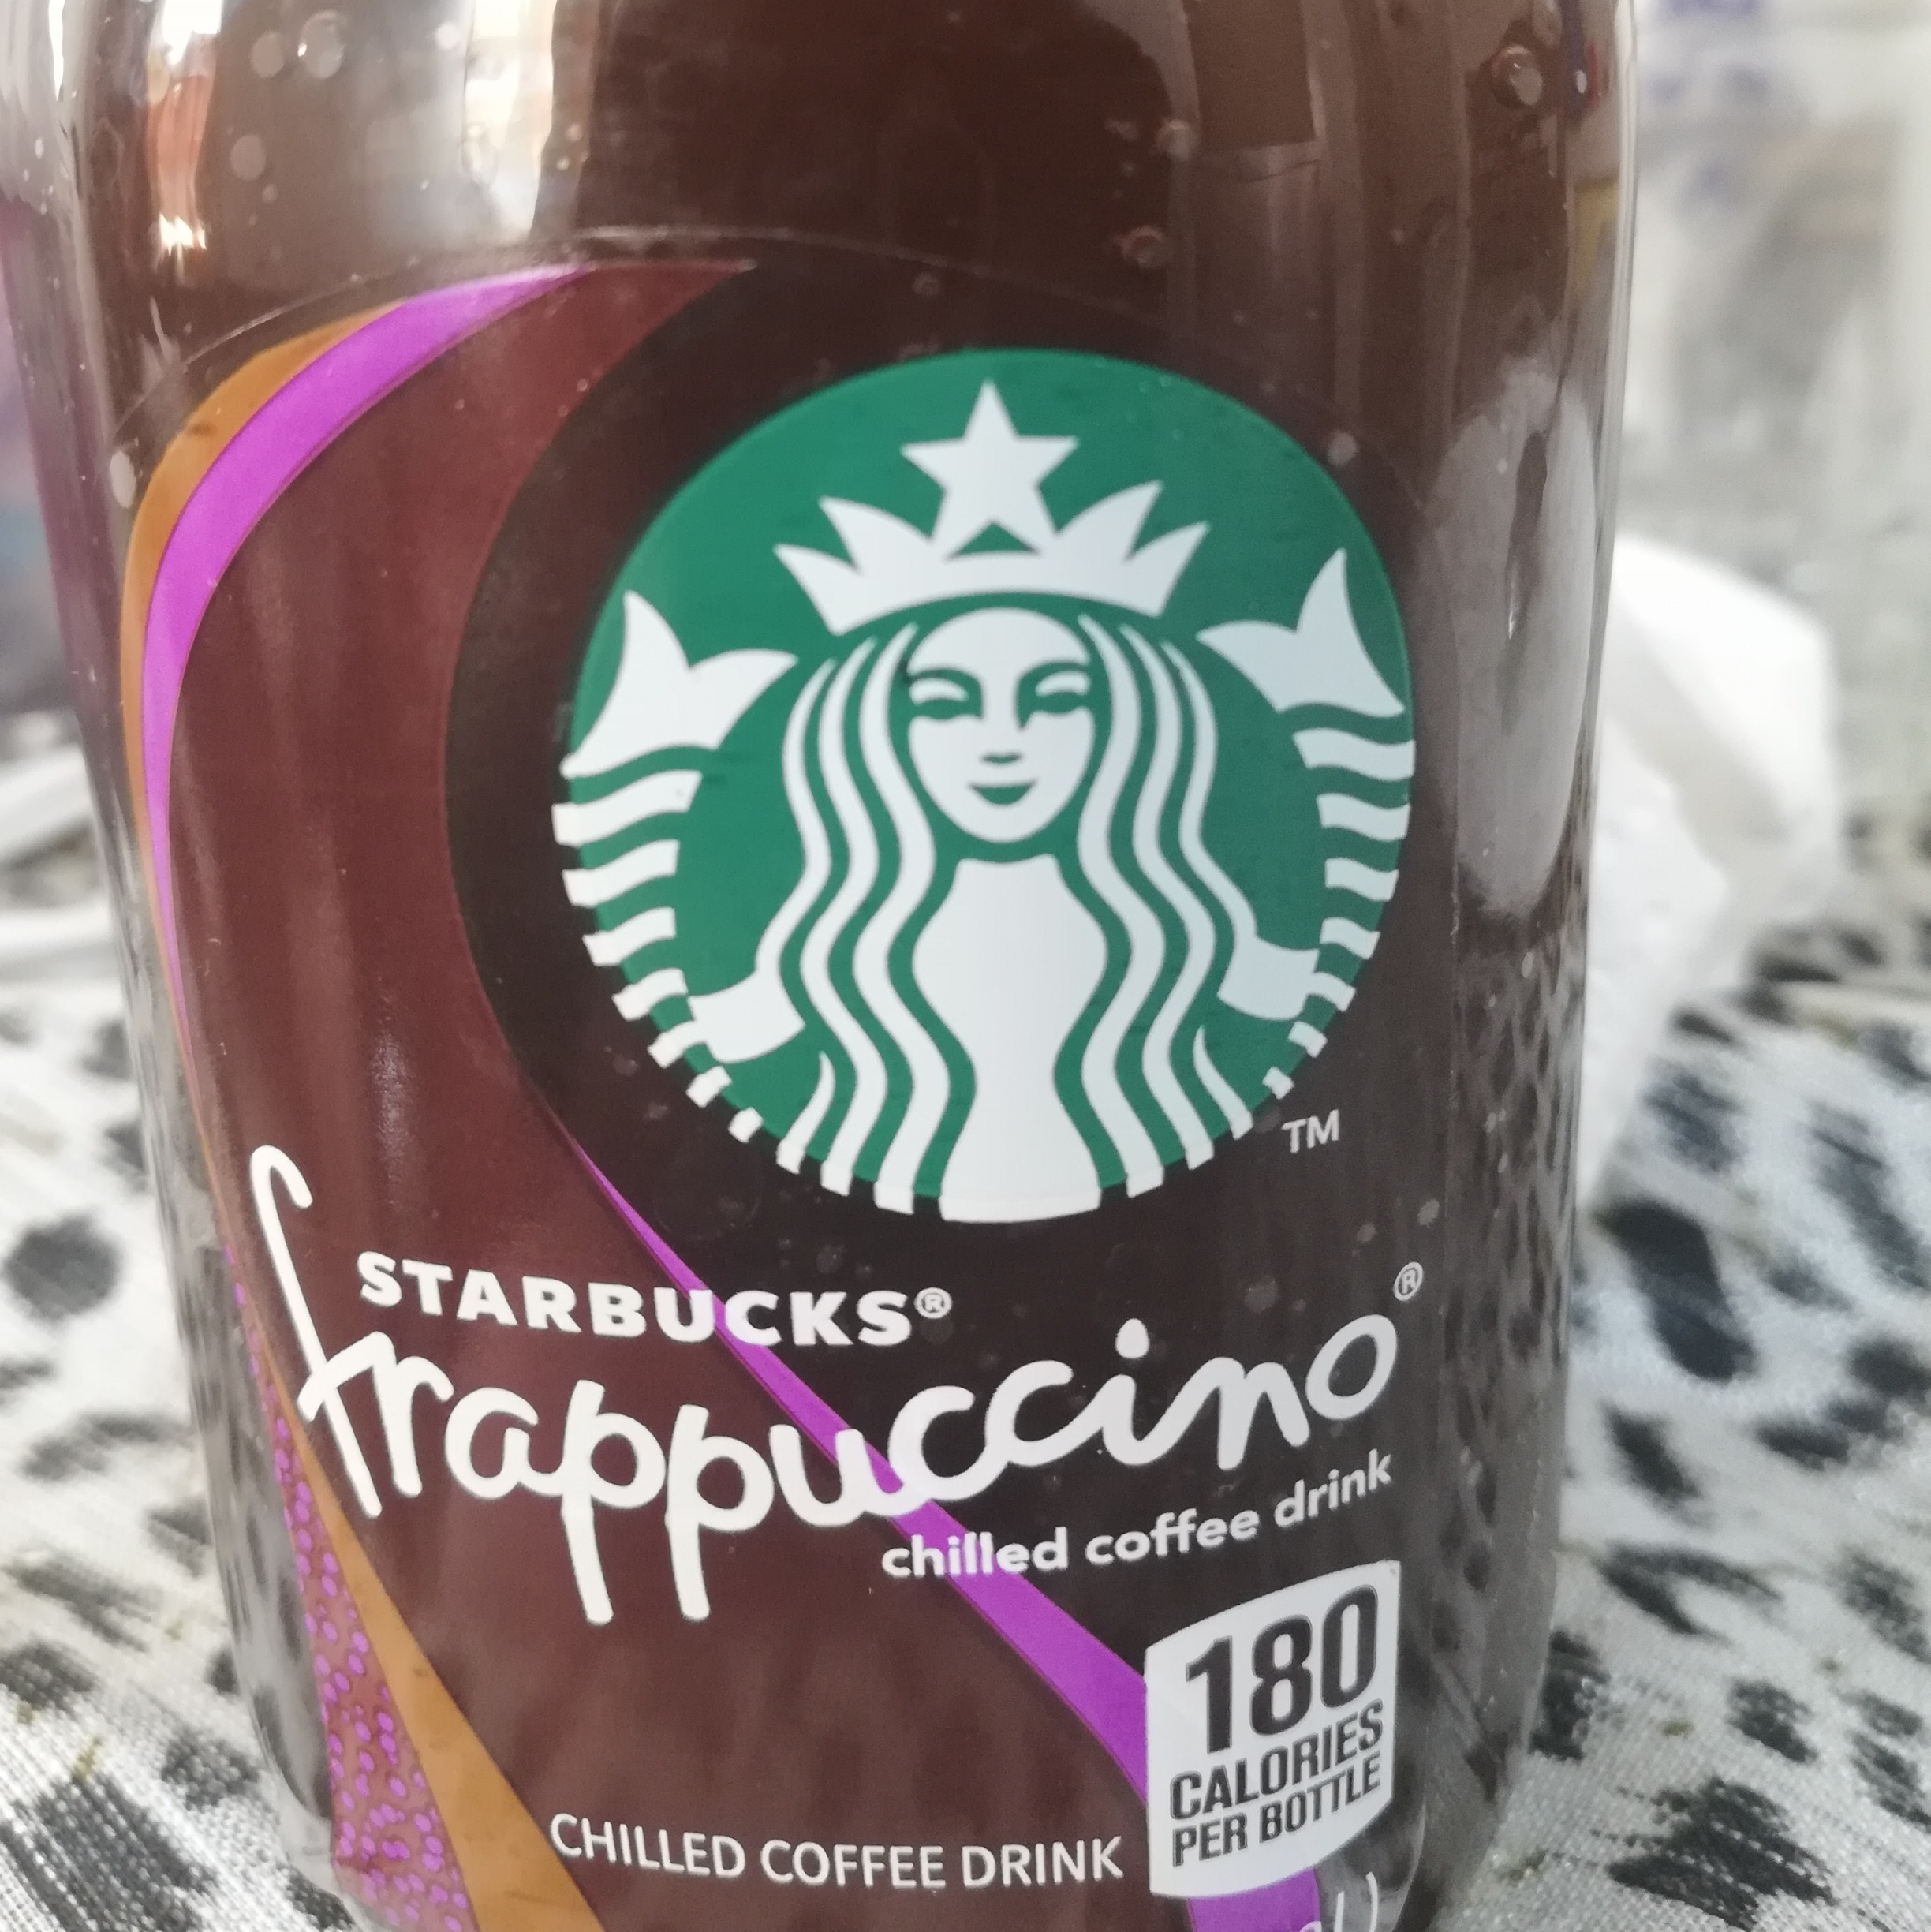 TM
STARBUCKS®
frappuccino®
chilled coffee drink
180
CALORIES
PER BOTTLE
CHILLED COFFEE DRINK